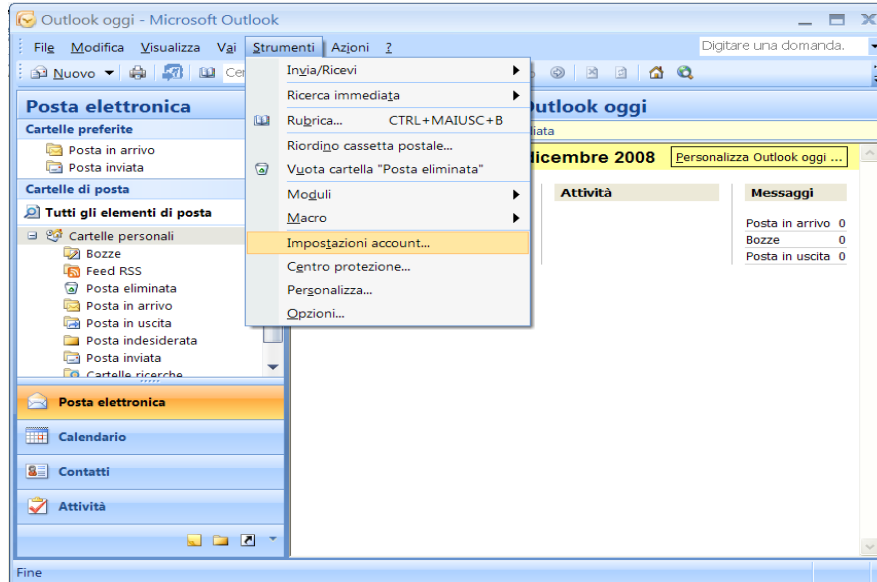 Outlook oggi - Microsoft Outlook
File Modifica Visualizza Vai Strumenti Azioni ? Digitare una domanda.
Nuovo
Invia/Ricevi
Ricerca immediata
Rubrica... CTRL+MAIUSC+B
Riordino cassetta postale...
Vuota cartella "Posta eliminata"
Moduli
Macro
Impostazioni account...
Centro protezione...
Personalizza...
Opzioni...
Posta elettronica
Cartelle preferite
Posta in arrivo
Posta inviata
Cartelle di posta
Tutti gli elementi di posta
Cartelle personali
Bozze
Feed RSS
Posta eliminata
Posta in arrivo
Posta in uscita
Posta indesiderata
Posta inviata
Cartelle ricerche
Posta elettronica
Calendario
Contatti
Attività
Outlook oggi
dicembre 2008 Personalizza Outlook oggi ...
Attività
Messaggi
Posta in arrivo 0
Bozze 0
Posta in uscita 0
Fine